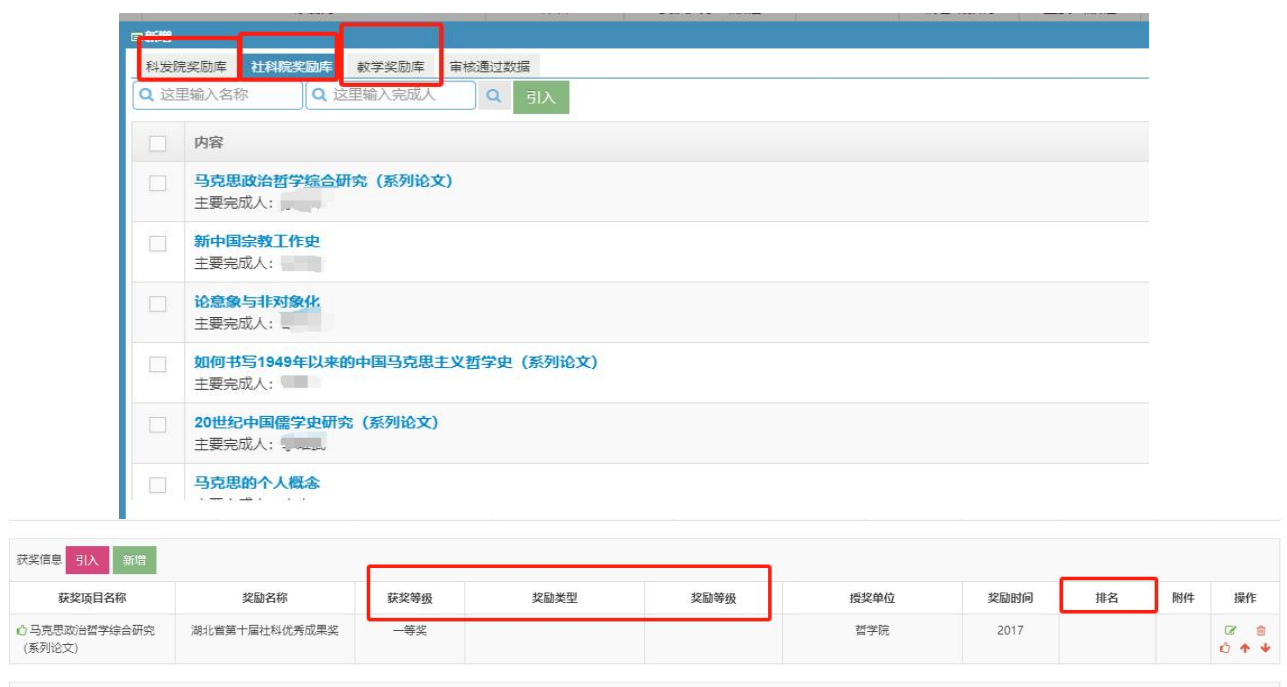 新增
科发院奖励库 社科院奖励库 教学奖励库 审核通过数据
这里输入名称 这里输入完成人 引入
内容
马克思政治哲学综合研究（系列论文）
主要完成人：
新中国宗教工作史
主要完成人：
论意象与非对象化
主要完成人：
如何书写1949年以来的中国马克思主义哲学史（系列论文）
主要完成人：
20世纪中国儒学史研究（系列论文）
主要完成人：
马克思的个人概念
获奖信息 引入 新增
获奖项目名称 奖励名称 获奖等级 奖励类型 奖励等级 授奖单位 奖励时间 排名 附件 操作
马克思政治哲学综合研究 湖北省第十届社科优秀成果奖 一等奖 哲学院 2017
（系列论文）